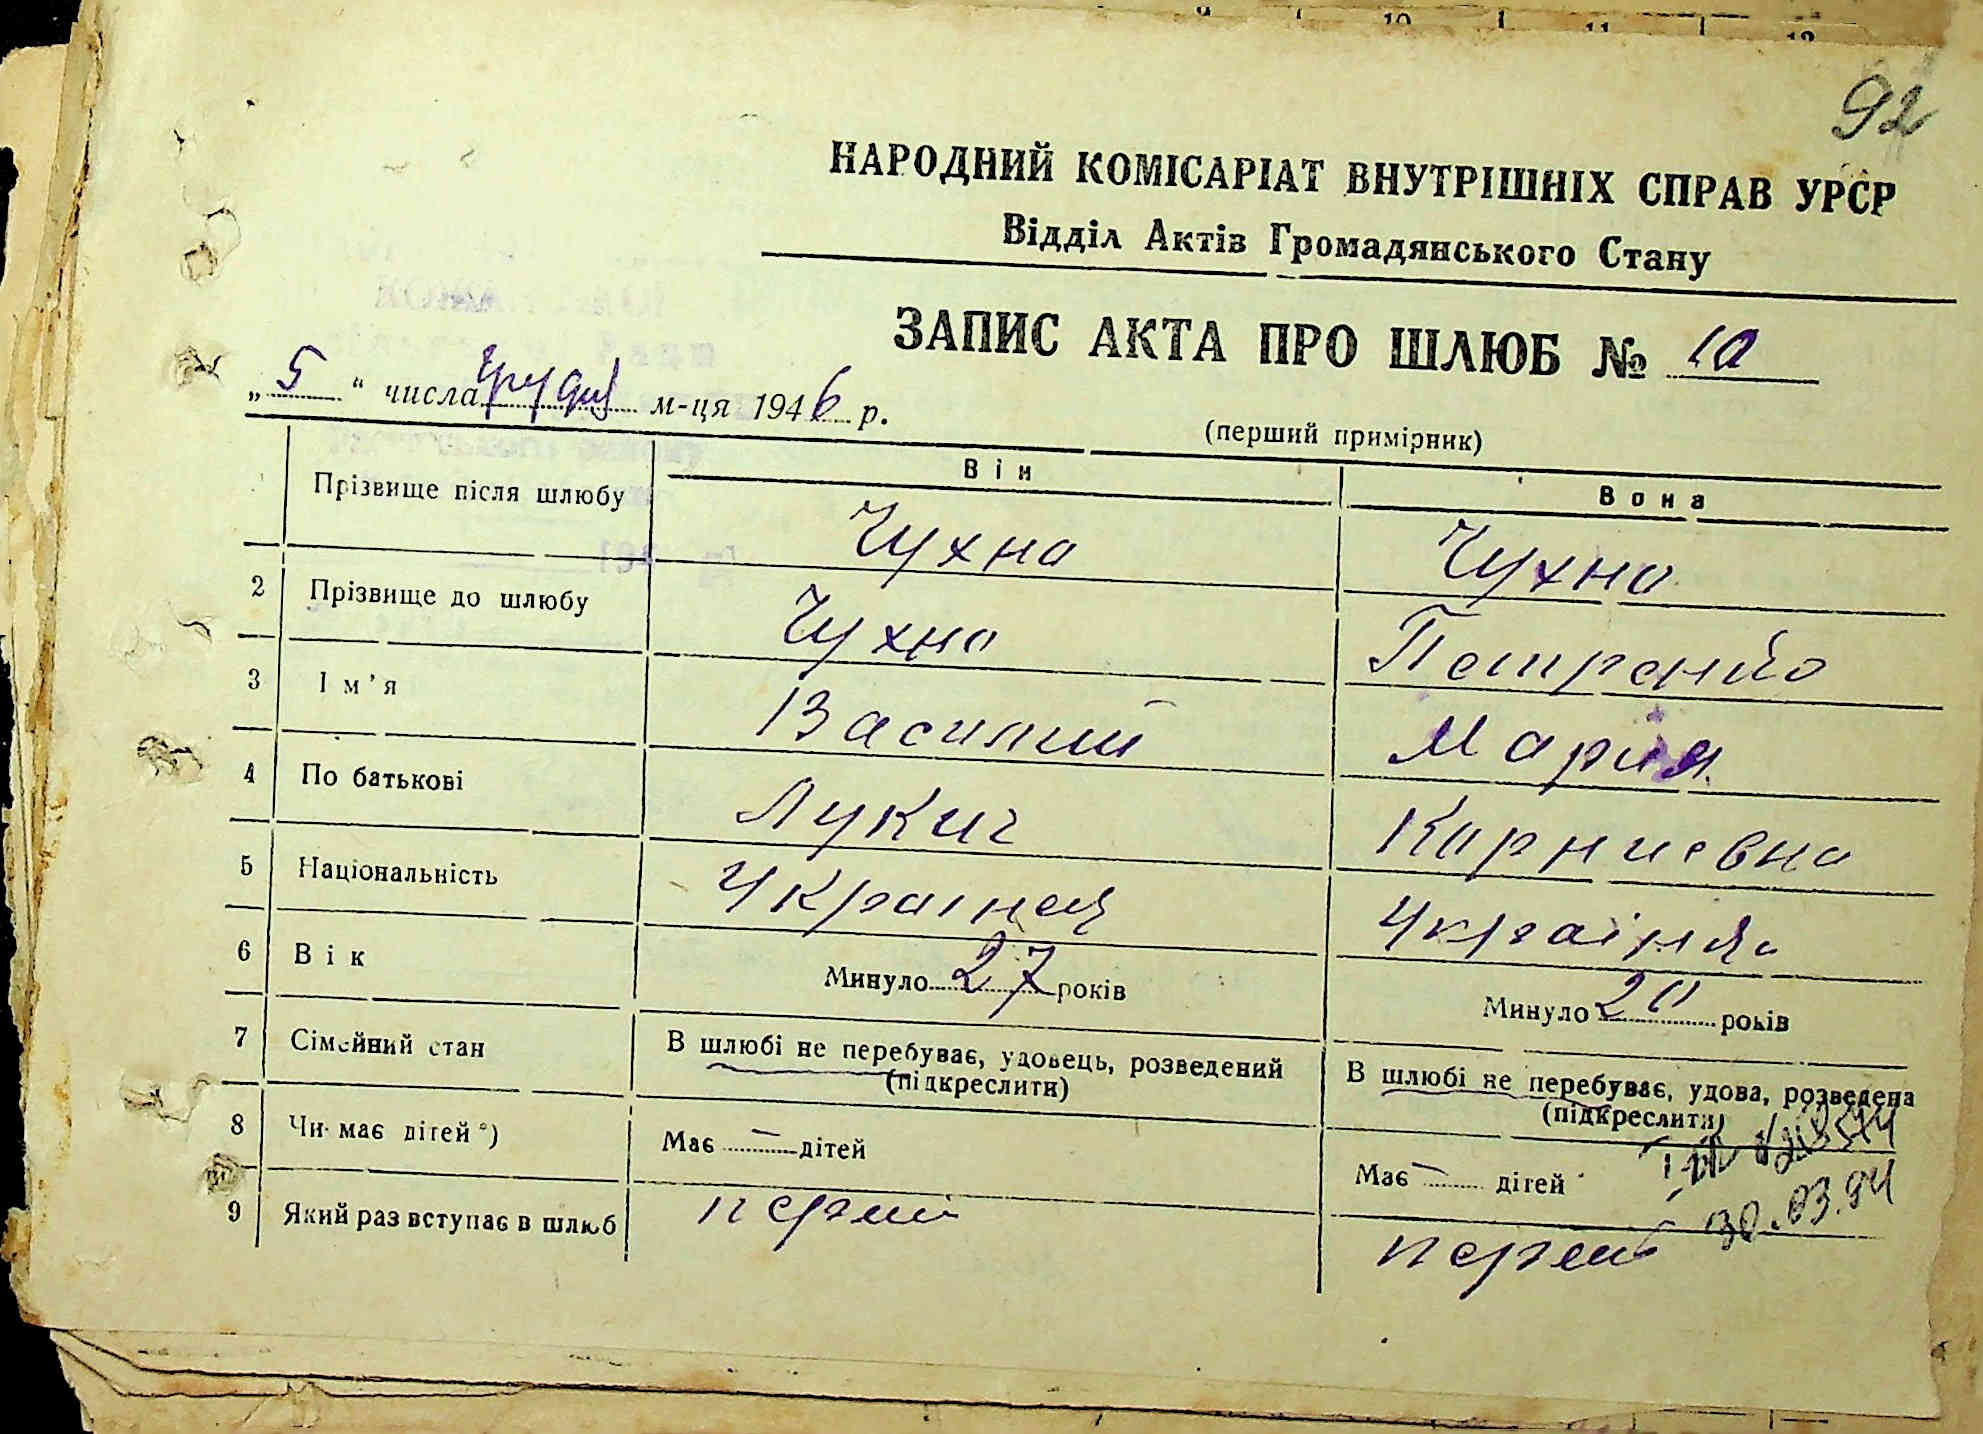 92
НАРОДНИЙ КОМІСАРІАТ ВНУТРІШНІХ СПРАВ УРСР
Відділ Актів Громадянського Стану
ЗАПИС АКТА ПРО ШЛЮБ № 10
„5“ числа грудня м-ця 1946 р.
(перший примірник)
Він Вона
Прізвище після шлюбу Чухно Чухно
2 Прізвище до шлюбу Чухно Петренко
3 Ім'я Василий Мария
4 По батькові Лукич Карниевна
5 Національність Українец Україн
6 Вік Минуло 27 років Минуло 20 років
7 Сімейний стан В шлюбі не перебуває, удовець, розведений (підкреслити) В шлюбі не перебуває, удова, розведена (підкреслити)
8 Чи має дітей*) Має — дітей Має — дітей
30.03.94
9 Який раз вступає в шлюб перший перший